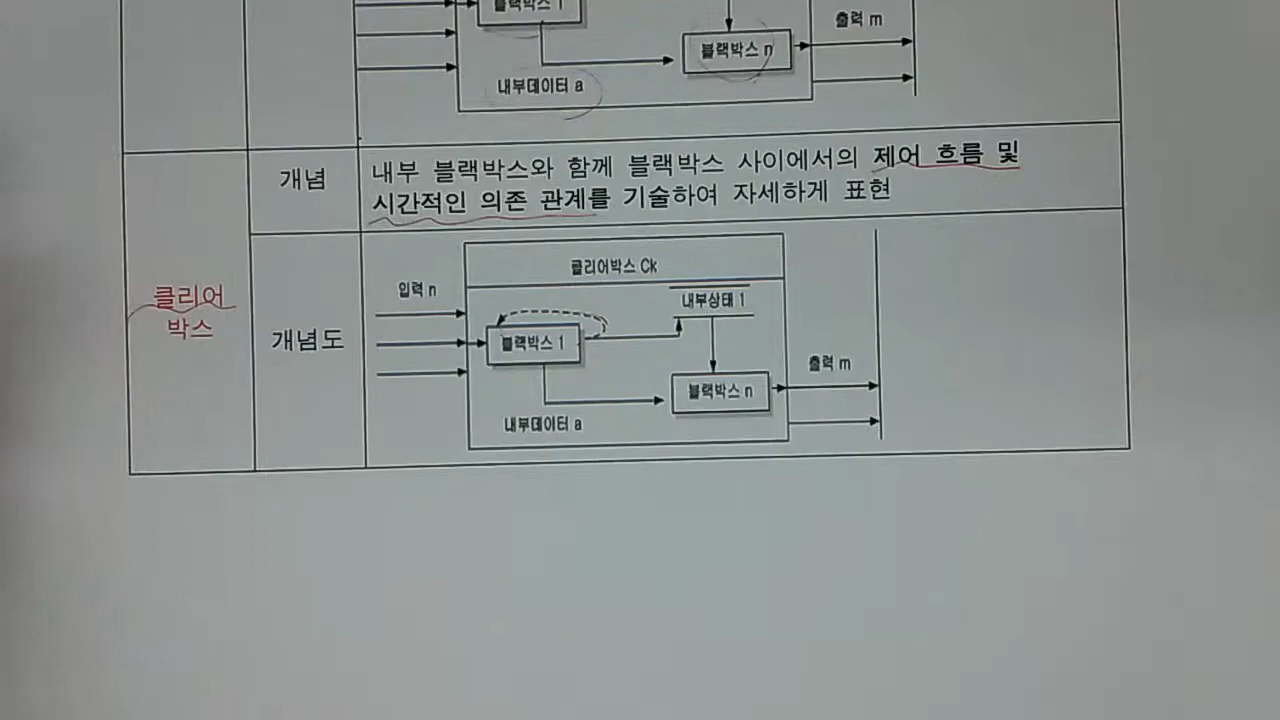 블랙박스 1
출력 m
블랙박스 n
내부데이터 a
개념
내부 블랙박스와 함께 블랙박스 사이에서의 제어 흐름 및
시간적인 의존 관계를 기술하여 자세하게 표현
클리어
박스
개념도
클리어박스 Ck
입력 n
내부상태 1
블랙박스 1
출력 m
블랙박스 n
내부데이터 a